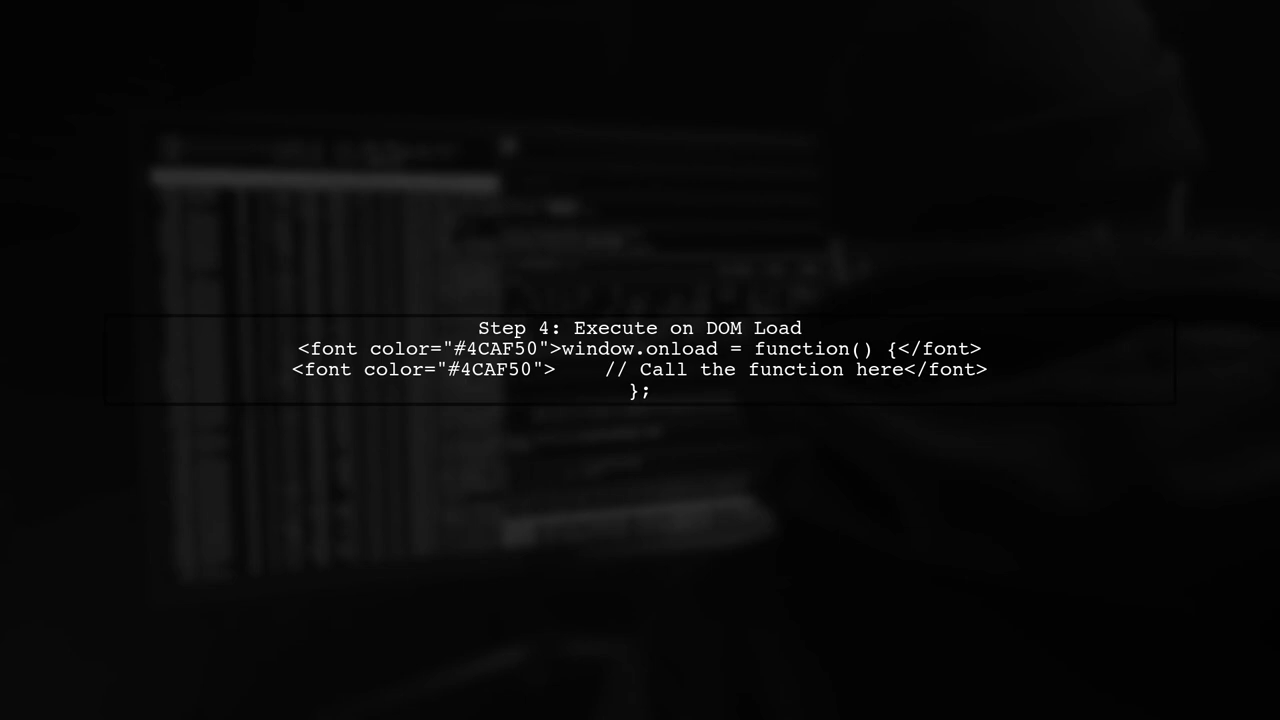 Step 4: Execute on DOM Load
<font color="#4CAF50">window.onload = function() {</font>
<font color="#4CAF50">    // Call the function here</font>
};